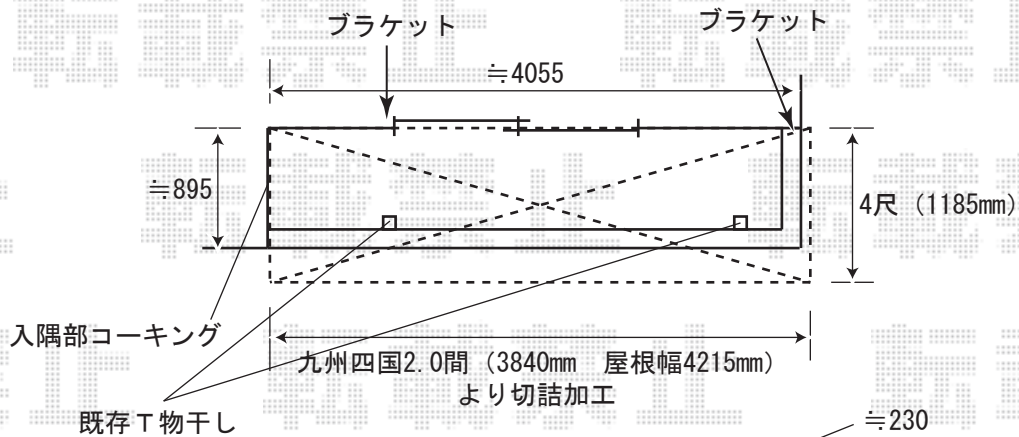 ブラケット
ブラケット
≒4055
≒895
4尺 (1185mm)
入隅部コーキング
九州四国2.0間 (3840mm 屋根幅4215mm)
より切詰加工
既存T物干し
≒230